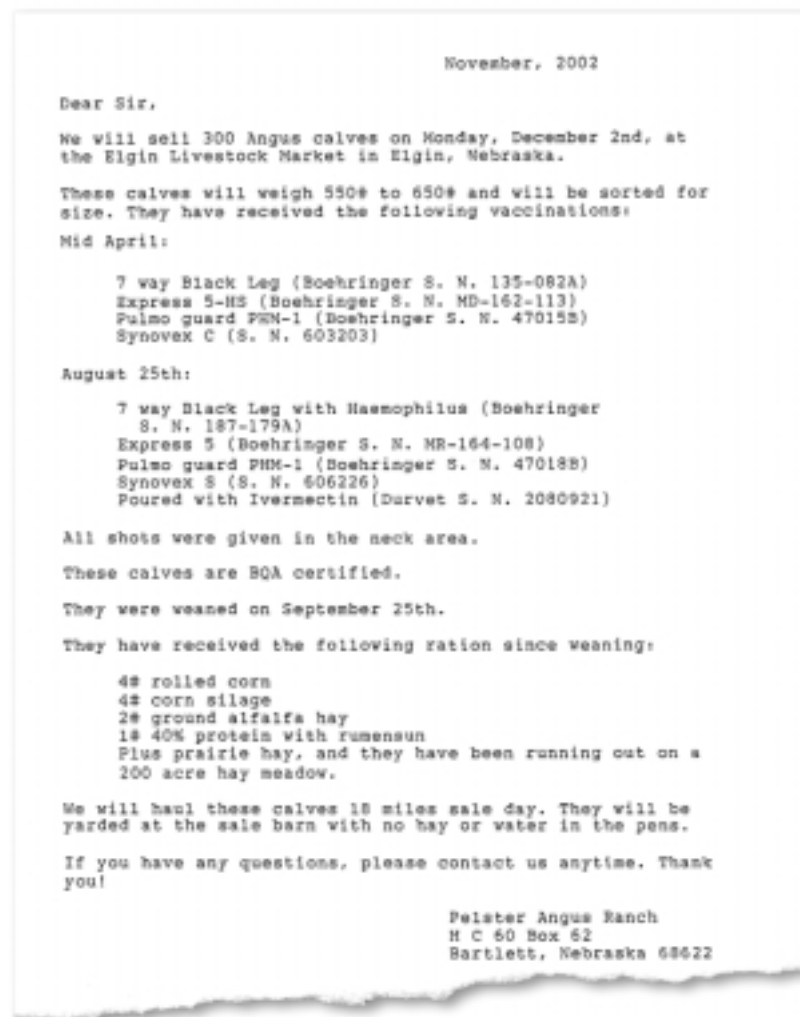 November, 2002
Dear Sir,
We will sell 300 Angus calves on Monday, December 2nd, at
the Elgin Livestock Market in Elgin, Nebraska.
These calves will weigh 550# to 650# and will be sorted for
size. They have received the following vaccinations:
Mid April:
7 way Black Leg (Boehringer S. N. 135-082A)
Express 5-HS (Boehringer S. N. MD-162-113)
Pulmo guard PHM-1 (Boehringer S. N. 47015B)
Synovex C (S. N. 603203)
August 25th:
7 way Black Leg with Haemophilus (Boehringer
S. N. 187-179A)
Express 5 (Boehringer S. N. MR-164-108)
Pulmo guard PHM-1 (Boehringer S. N. 47018B)
Synovex S (S. N. 606226)
Poured with Ivermectin (Durvet S. N. 2080921)
All shots were given in the neck area.
These calves are BQA certified.
They were weaned on September 25th.
They have received the following ration since weaning:
4# rolled corn
4# corn silage
2# ground alfalfa hay
1# 40% protein with rumensun
Plus prairie hay, and they have been running out on a
200 acre hay meadow.
We will haul these calves 18 miles sale day. They will be
yarded at the sale barn with no hay or water in the pens.
If you have any questions, please contact us anytime. Thank
you!
Pelster Angus Ranch
H C 60 Box 62
Bartlett, Nebraska 68622